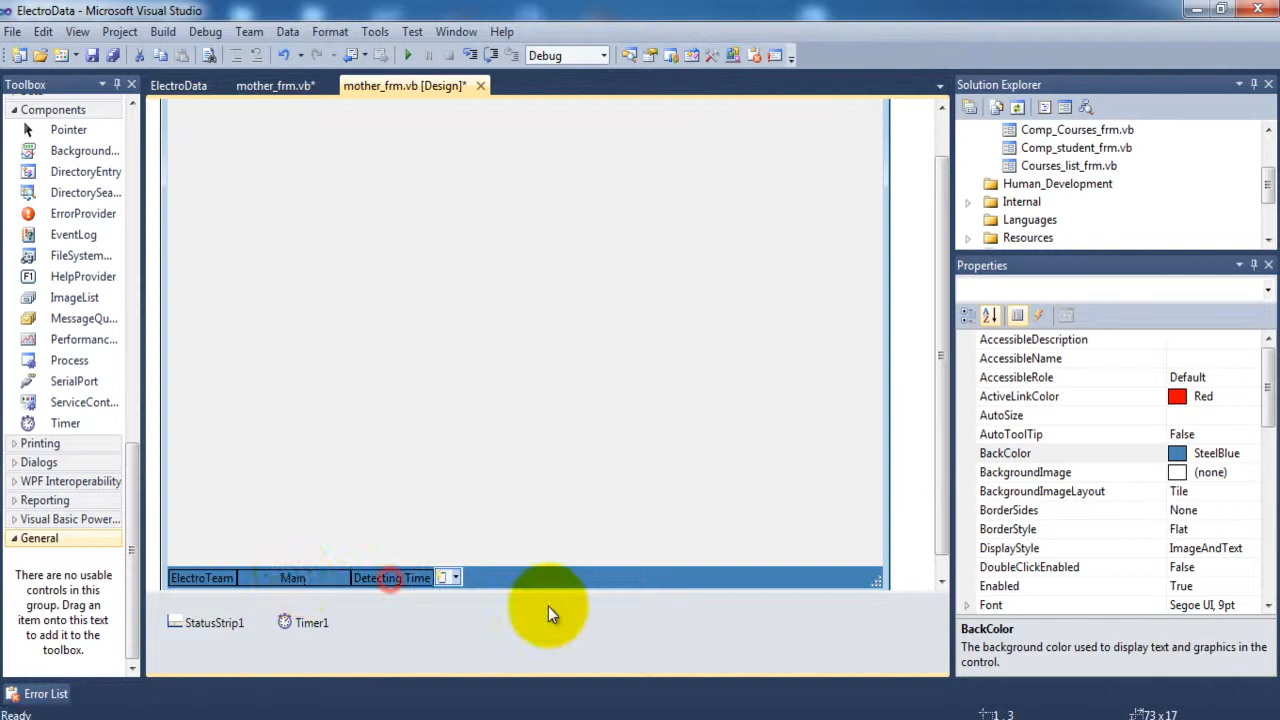 ElectroData - Microsoft Visual Studio
File Edit View Project Build Debug Team Data Format Tools Test Window Help
Debug
Toolbox
Components
Pointer
Background...
DirectoryEntry
DirectorySea...
ErrorProvider
EventLog
FileSystem...
HelpProvider
ImageList
MessageQu...
Performanc...
Process
SerialPort
ServiceCont...
Timer
Printing
Dialogs
WPF Interoperability
Reporting
Visual Basic Power...
General
There are no usable
controls in this
group. Drag an
item onto this text
to add it to the
toolbox.
Error List
Ready
ElectroData mother_frm.vb* mother_frm.vb [Design]*
ElectroTeam Main Detecting Time
StatusStrip1 Timer1
Solution Explorer
Comp_Courses_frm.vb
Comp_student_frm.vb
Courses_list_frm.vb
Human_Development
Internal
Languages
Resources
Properties
AccessibleDescription
AccessibleName
AccessibleRole Default
ActiveLinkColor Red
AutoSize
AutoToolTip False
BackColor SteelBlue
BackgroundImage (none)
BackgroundImageLayout Tile
BorderSides None
BorderStyle Flat
DisplayStyle ImageAndText
DoubleClickEnabled False
Enabled True
Font Segoe UI, 9pt
BackColor
The background color used to display text and graphics in the
control.
1 , 3 73 x 17